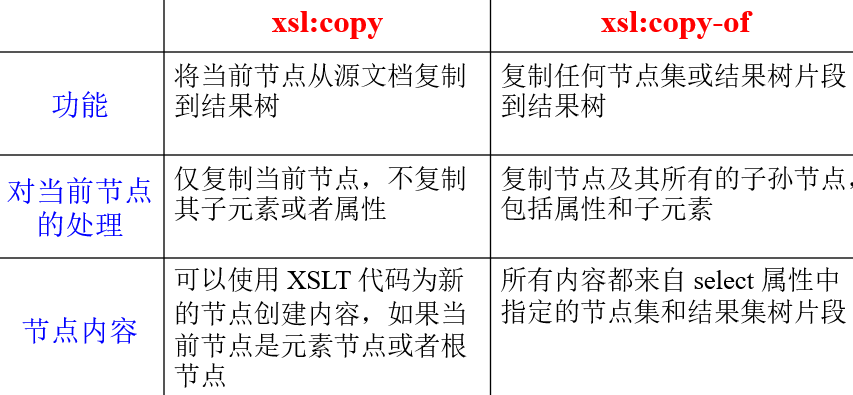 xsl:copy
xsl:copy-of
功能
将当前节点从源文档复制
到结果树
复制任何节点集或结果树片段
到结果树
对当前节点
的处理
仅复制当前节点，不复制
其子元素或者属性
复制节点及其所有的子孙节点，
包括属性和子元素
节点内容
可以使用 XSLT 代码为新
的节点创建内容，如果当
前节点是元素节点或者根
节点
所有内容都来自 select 属性中
指定的节点集和结果集树片段